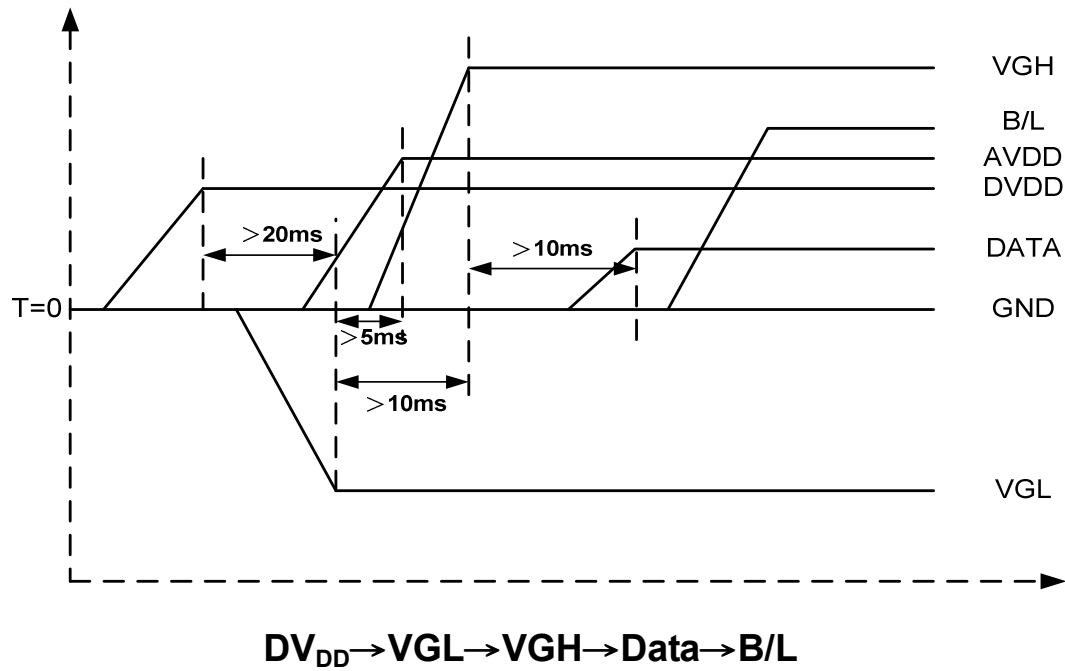 VGH
B/L
AVDD
DVDD
>20ms
>10ms
DATA
T=0
GND
>5ms
>10ms
VGL
DVDD→VGL→VGH→Data→B/L